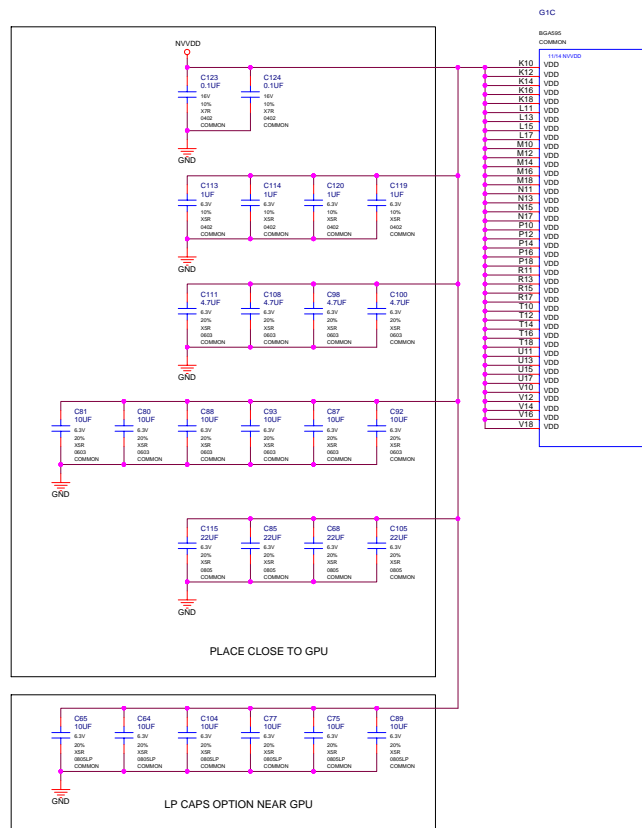 G1C
BGA595
COMMON
11/14 NVVDD
NVVDD
C123
0.1UF
16V
10%
X7R
0402
COMMON
C124
0.1UF
16V
10%
X7R
0402
COMMON
GND
C113
1UF
6.3V
10%
X5R
0402
COMMON
C114
1UF
6.3V
10%
X5R
0402
COMMON
C120
1UF
6.3V
10%
X5R
0402
COMMON
C119
1UF
6.3V
10%
X5R
0402
COMMON
GND
C111
4.7UF
6.3V
20%
X5R
0603
COMMON
C108
4.7UF
6.3V
20%
X5R
0603
COMMON
C98
4.7UF
6.3V
20%
X5R
0603
COMMON
C100
4.7UF
6.3V
20%
X5R
0603
COMMON
GND
C81
10UF
6.3V
20%
X5R
0603
COMMON
C80
10UF
6.3V
20%
X5R
0603
COMMON
C88
10UF
6.3V
20%
X5R
0603
COMMON
C93
10UF
6.3V
20%
X5R
0603
COMMON
C87
10UF
6.3V
20%
X5R
0603
COMMON
C92
10UF
6.3V
20%
X5R
0603
COMMON
GND
C115
22UF
6.3V
20%
X5R
0805
COMMON
C85
22UF
6.3V
20%
X5R
0805
COMMON
C68
22UF
6.3V
20%
X5R
0805
COMMON
C105
22UF
6.3V
20%
X5R
0805
COMMON
GND
PLACE CLOSE TO GPU
C65
10UF
6.3V
20%
X5R
0805LP
COMMON
C64
10UF
6.3V
20%
X5R
0805LP
COMMON
C104
10UF
6.3V
20%
X5R
0805LP
COMMON
C77
10UF
6.3V
20%
X5R
0805LP
COMMON
C75
10UF
6.3V
20%
X5R
0805LP
COMMON
C89
10UF
6.3V
20%
X5R
0805LP
COMMON
GND
LP CAPS OPTION NEAR GPU
K10 VDD
K12 VDD
K14 VDD
K16 VDD
K18 VDD
L11 VDD
L13 VDD
L15 VDD
L17 VDD
M10 VDD
M12 VDD
M14 VDD
M16 VDD
M18 VDD
N11 VDD
N13 VDD
N15 VDD
N17 VDD
P10 VDD
P12 VDD
P14 VDD
P16 VDD
P18 VDD
R11 VDD
R13 VDD
R15 VDD
R17 VDD
T10 VDD
T12 VDD
T14 VDD
T16 VDD
T18 VDD
U11 VDD
U13 VDD
U15 VDD
U17 VDD
V10 VDD
V12 VDD
V14 VDD
V16 VDD
V18 VDD